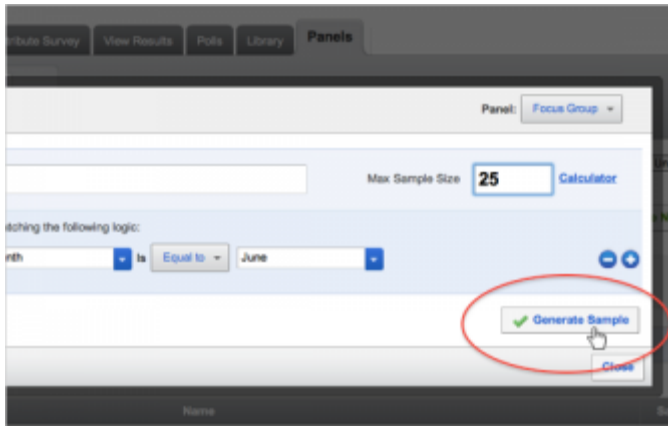 tribute Survey View Results Polls Library Panels
Panel: Focus Group
Max Sample Size 25 Calculator
atching the following logic:
nth Is Equal to June
Generate Sample
Close
Name